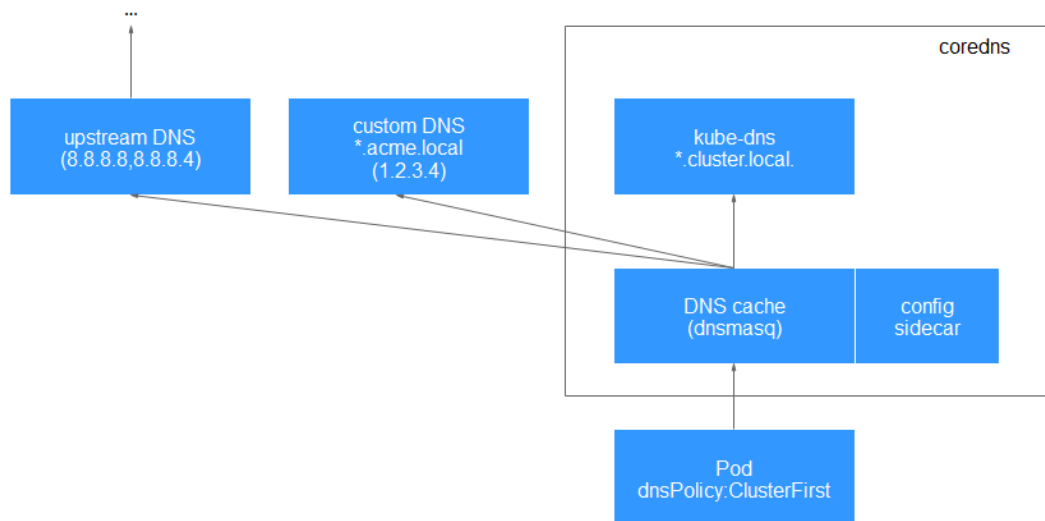 ...
coredns
upstream DNS
(8.8.8.8,8.8.8.4)
custom DNS
*.acme.local
(1.2.3.4)
kube-dns
*.cluster.local.
DNS cache
(dnsmasq)
config
sidecar
Pod
dnsPolicy:ClusterFirst